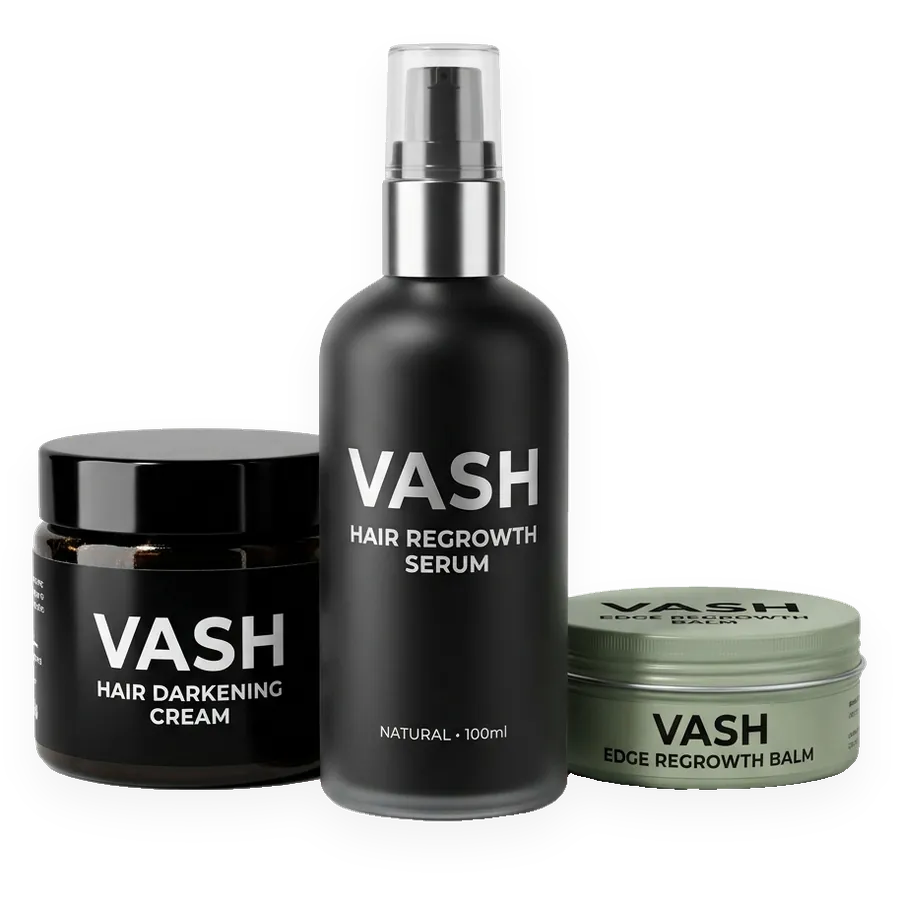 VASH
HAIR DARKENING
CREAM
VASH
HAIR REGROWTH
SERUM
NATURAL • 100ml
VASH
EDGE REGROWTH
BALM
VASH
EDGE REGROWTH BALM